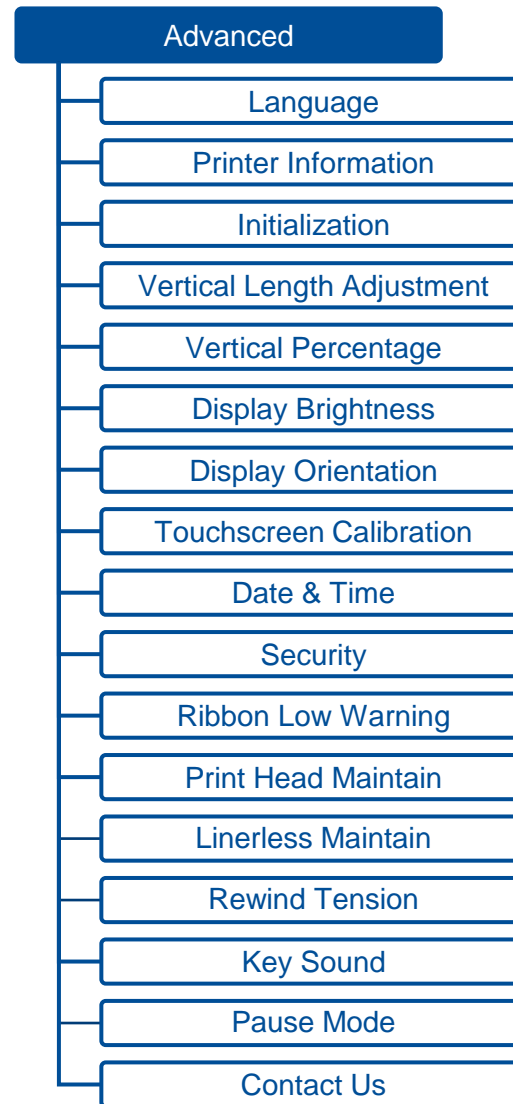 Advanced
Language
Printer Information
Initialization
Vertical Length Adjustment
Vertical Percentage
Display Brightness
Display Orientation
Touchscreen Calibration
Date & Time
Security
Ribbon Low Warning
Print Head Maintain
Linerless Maintain
Rewind Tension
Key Sound
Pause Mode
Contact Us